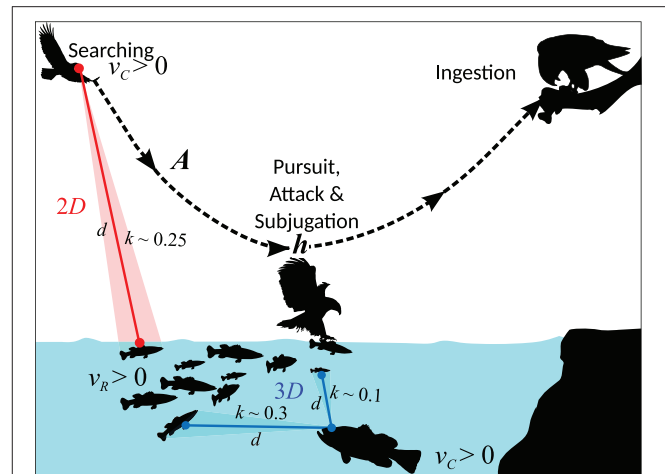 Searching
v_C > 0
Ingestion
A
Pursuit,
Attack &
Subjugation
h
2D
d
k ~ 0.25
v_R > 0
3D
k ~ 0.1
d
k ~ 0.3
d
v_C > 0